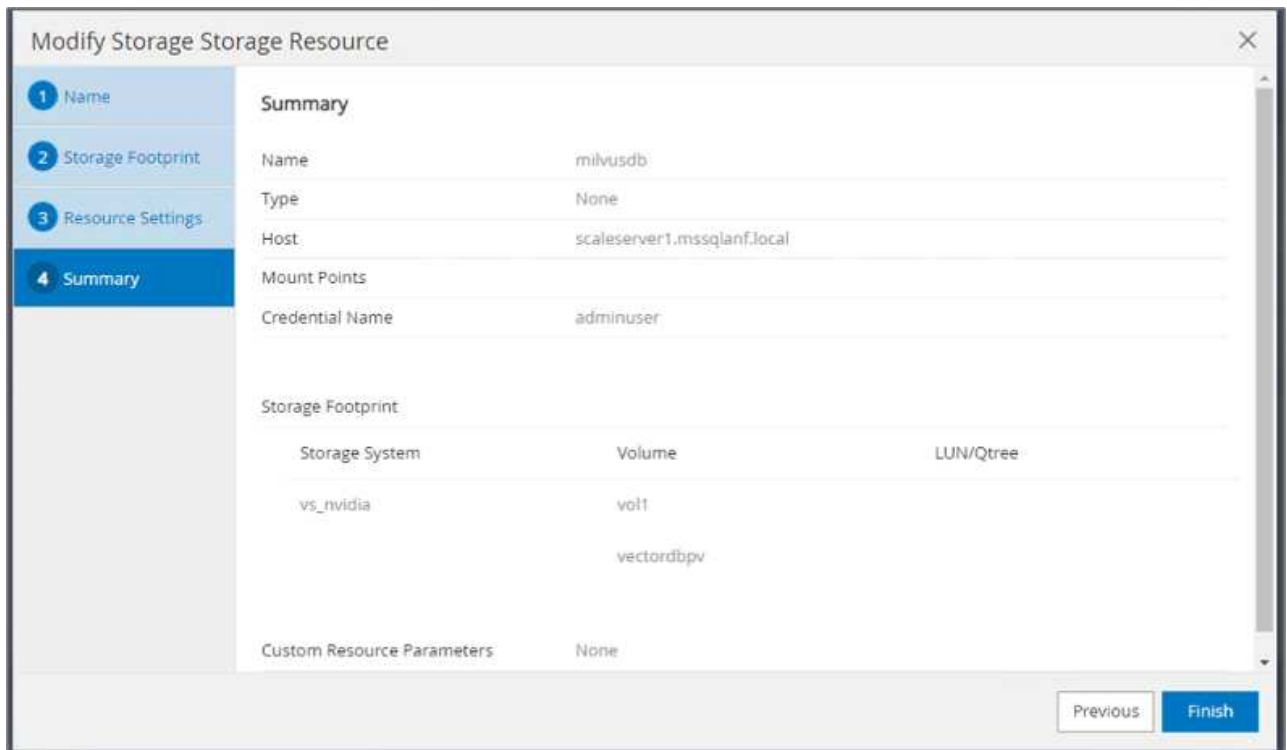 Modify Storage Storage Resource
1 Name
2 Storage Footprint
3 Resource Settings
4 Summary
Summary
Name milvusdb
Type None
Host scaleserver1.mssqlanf.local
Mount Points
Credential Name adminuser
Storage Footprint
Storage System Volume LUN/Qtree
vs_nvidia vol1
vectordbpv
Custom Resource Parameters None
Previous Finish